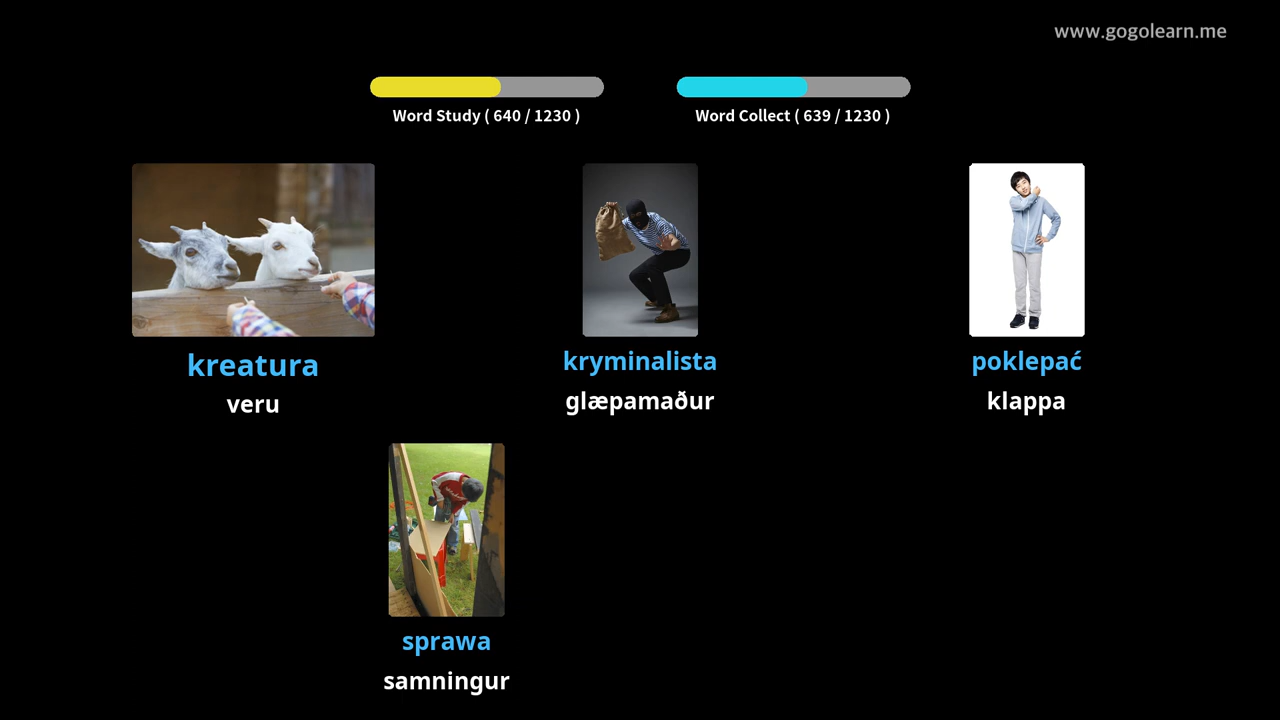 www.gogolearn.me
Word Study ( 640 / 1230 )
Word Collect ( 639 / 1230 )
kreatura
veru
kryminalista
glæpamaður
poklepać
klappa
sprawa
samningur